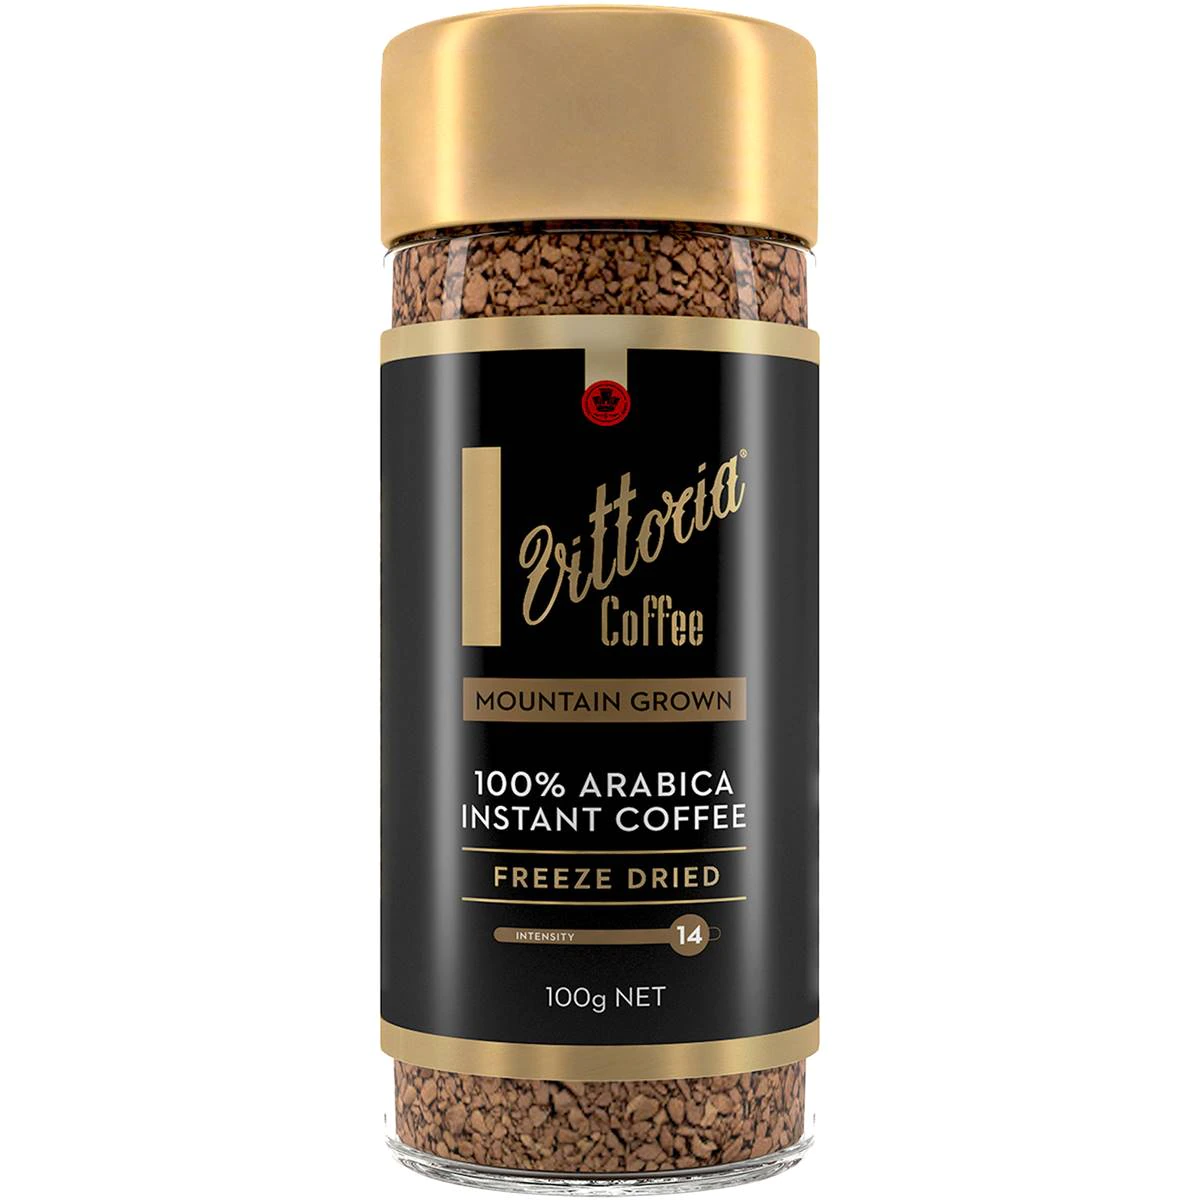 Vittoria®
Coffee
MOUNTAIN GROWN
100% ARABICA
INSTANT COFFEE
FREEZE DRIED
INTENSITY 14
100g NET